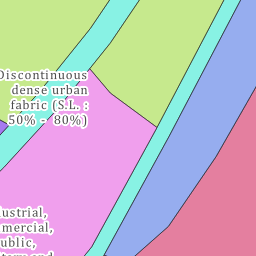 Discontinuous
dense urban
fabric (S.L. :
50% - 80%)
ustrial,
mercial,
ublic,